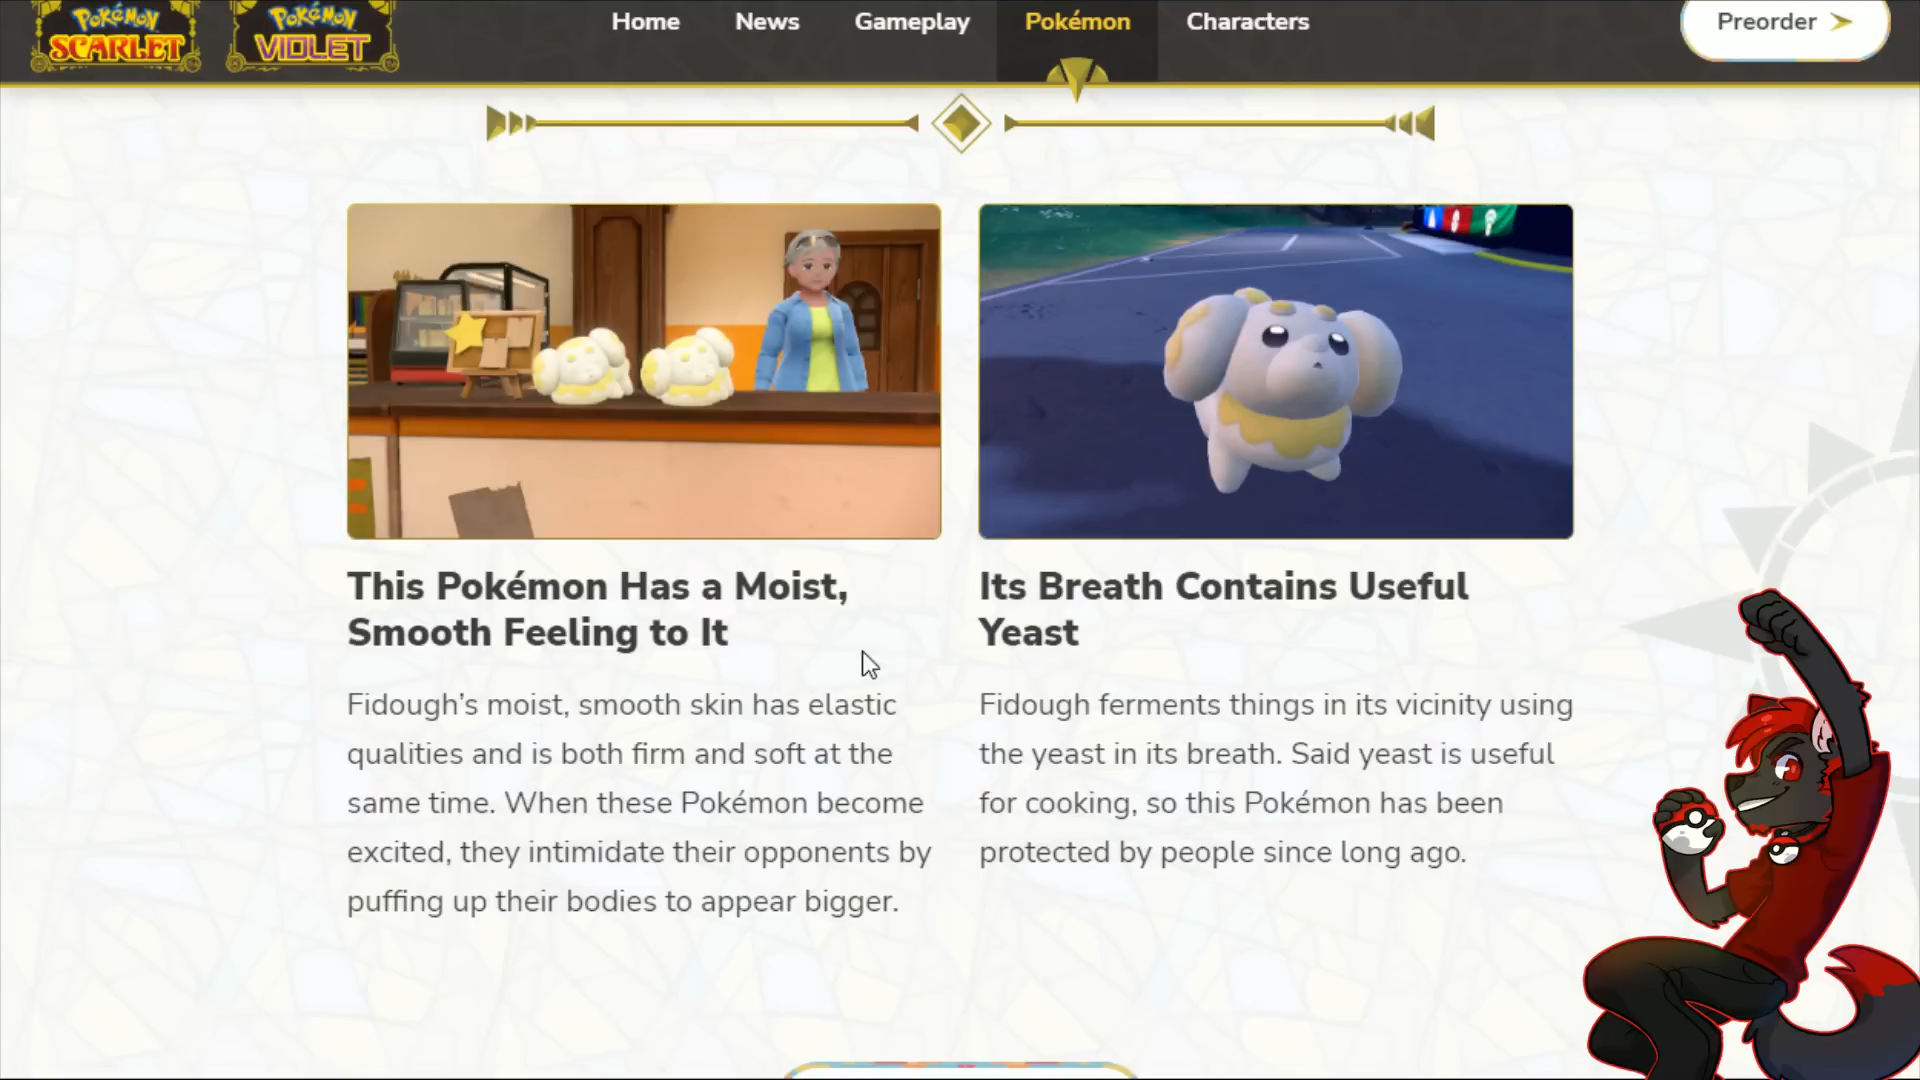 POKÉMON
SCARLET
POKÉMON
VIOLET
Home
News
Gameplay
Pokémon
Characters
Preorder
This Pokémon Has a Moist,
Smooth Feeling to It
Fidough's moist, smooth skin has elastic
qualities and is both firm and soft at the
same time. When these Pokémon become
excited, they intimidate their opponents by
puffing up their bodies to appear bigger.
Its Breath Contains Useful
Yeast
Fidough ferments things in its vicinity using
the yeast in its breath. Said yeast is useful
for cooking, so this Pokémon has been
protected by people since long ago.